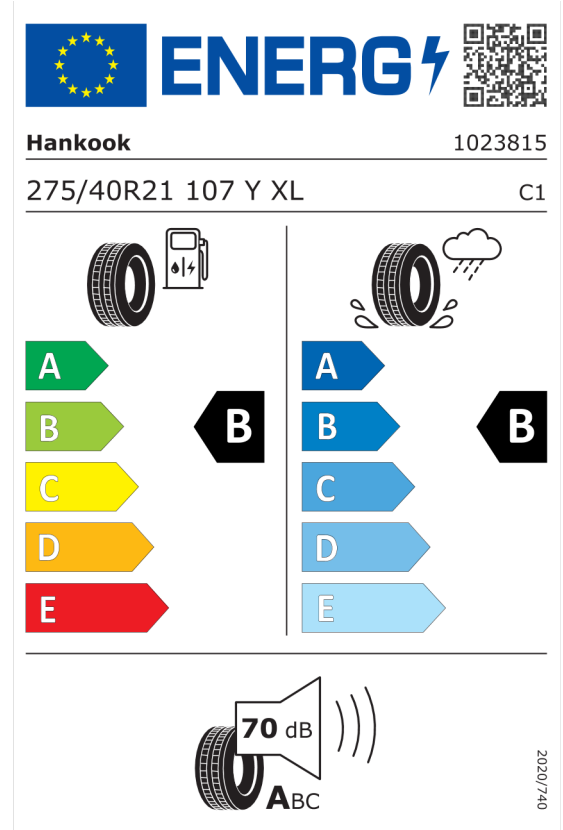 ENERG
Hankook 1023815
275/40R21 107 Y XL C1
A A
B B B B
C C
D D
E E
70 dB
ABC
2020/740